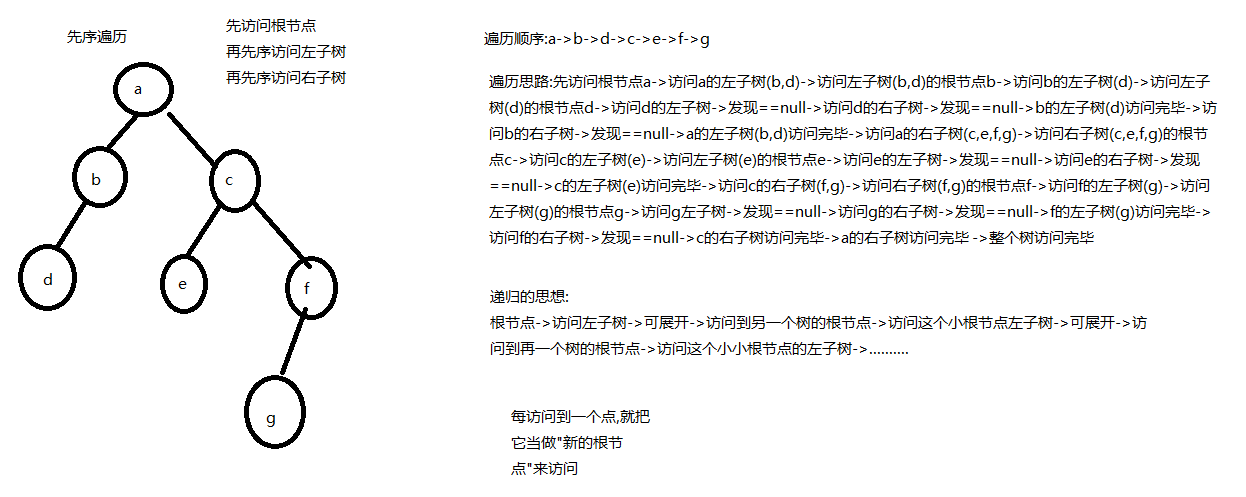 先序遍历
先访问根节点
再先序访问左子树
再先序访问右子树
a
b
c
d
e
f
g
遍历顺序:a->b->d->c->e->f->g
遍历思路:先访问根节点a->访问a的左子树(b,d)->访问左子树(b,d)的根节点b->访问b的左子树(d)->访问左子
树(d)的根节点d->访问d的左子树->发现==null->访问d的右子树->发现==null->b的左子树(d)访问完毕->访
问b的右子树->发现==null->a的左子树(b,d)访问完毕->访问a的右子树(c,e,f,g)->访问右子树(c,e,f,g)的根节
点c->访问c的左子树(e)->访问左子树(e)的根节点e->访问e的左子树->发现==null->访问e的右子树->发现
==null->c的左子树(e)访问完毕->访问c的右子树(f,g)->访问右子树(f,g)的根节点f->访问f的左子树(g)->访问
左子树(g)的根节点g->访问g左子树->发现==null->访问g的右子树->发现==null->f的左子树(g)访问完毕->
访问f的右子树->发现==null->c的右子树访问完毕->a的右子树访问完毕 ->整个树访问完毕
递归的思想:
根节点->访问左子树->可展开->访问到另一个树的根节点->访问这个小根节点左子树->可展开->访
问到再一个树的根节点->访问这个小小根节点的左子树->..........
每访问到一个点,就把
它当做"新的根节
点"来访问